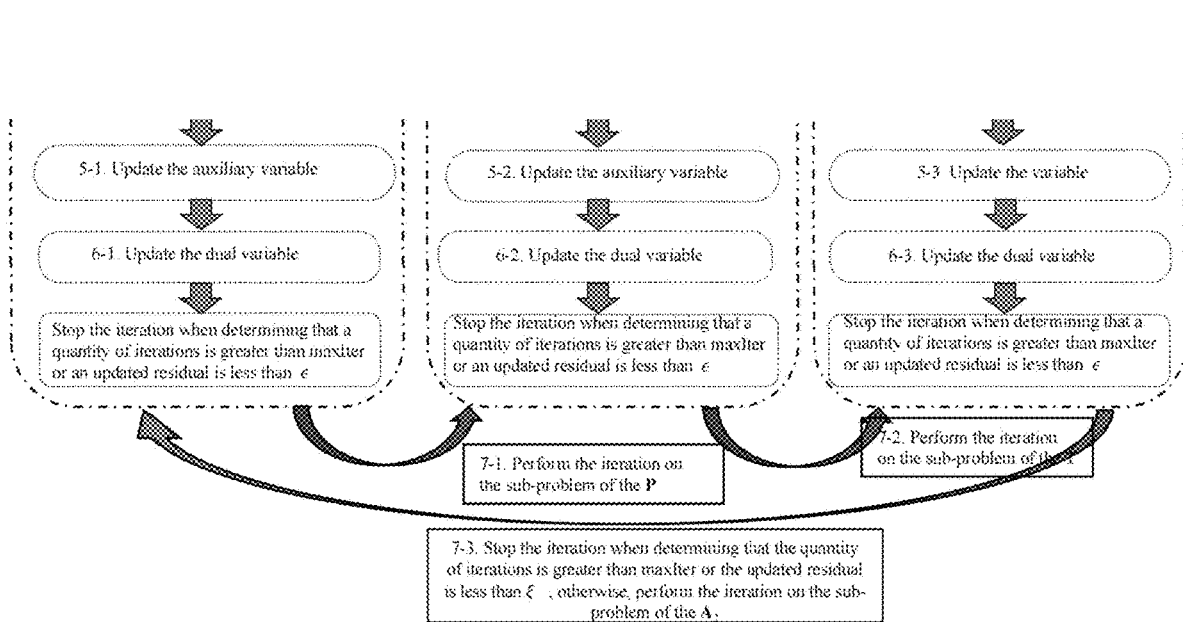 5-1. Update the auxiliary variable
6-1. Update the dual variable
Stop the iteration when determining that a
quantity of iterations is greater than maxIter
or an updated residual is less than ϵ
5-2. Update the auxiliary variable
6-2. Update the dual variable
Stop the iteration when determining that a
quantity of iterations is greater than maxIter
or an updated residual is less than ϵ
5-3 Update the variable
6-3. Update the dual variable
Stop the iteration when determining that a
quantity of iterations is greater than maxIter
or an updated residual is less than ϵ
7-1. Perform the iteration on
the sub-problem of the P
7-2. Perform the iteration
on the sub-problem of the
7-3. Stop the iteration when determining that the quantity
of iterations is greater than maxIter or the updated residual
is less than ξ , otherwise, perform the iteration on the sub-
problem of the A.